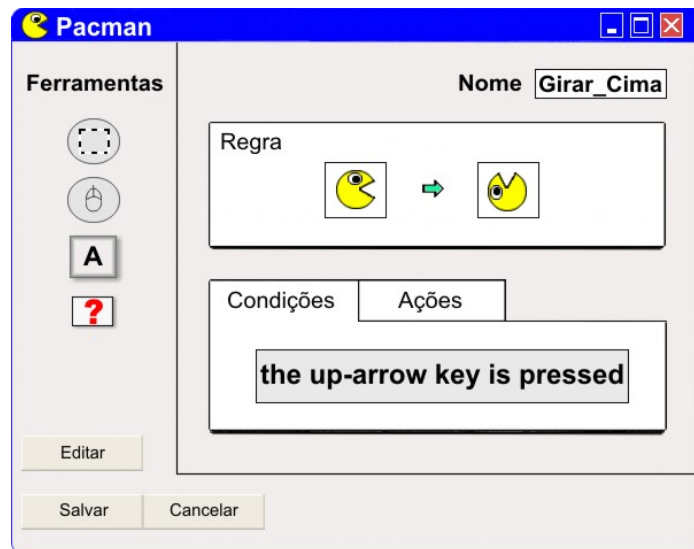 Pacman
Ferramentas
Nome Girar_Cima
Regra
A
?
Condições
Ações
the up-arrow key is pressed
Editar
Salvar
Cancelar